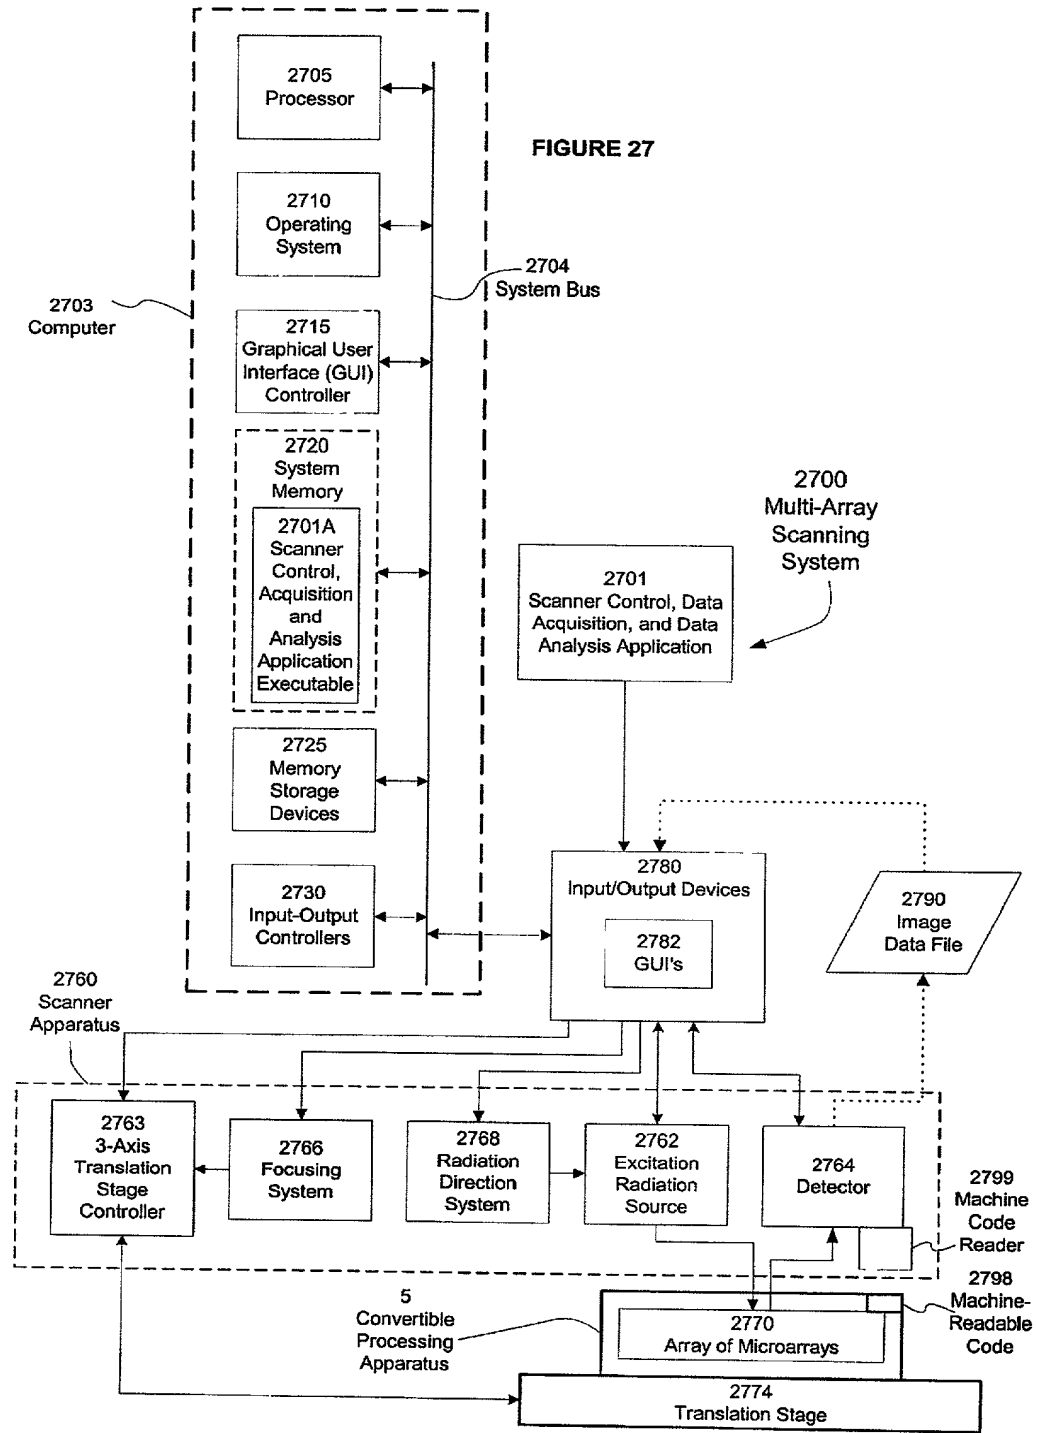 2705
Processor
FIGURE 27
2710
Operating
System
2704
System Bus
2703
Computer
2715
Graphical User
Interface (GUI)
Controller
2720
System
Memory
2701A
Scanner
Control,
Acquisition
and
Analysis
Application
Executable
2700
Multi-Array
Scanning
System
2701
Scanner Control, Data
Acquisition, and Data
Analysis Application
2725
Memory
Storage
Devices
2730
Input-Output
Controllers
2780
Input/Output Devices
2782
GUI's
2790
Image
Data File
2760
Scanner
Apparatus
2763
3-Axis
Translation
Stage
Controller
2766
Focusing
System
2768
Radiation
Direction
System
2762
Excitation
Radiation
Source
2764
Detector
2799
Machine
Code
Reader
2798
Machine-
Readable
Code
5
Convertible
Processing
Apparatus
2770
Array of Microarrays
2774
Translation Stage